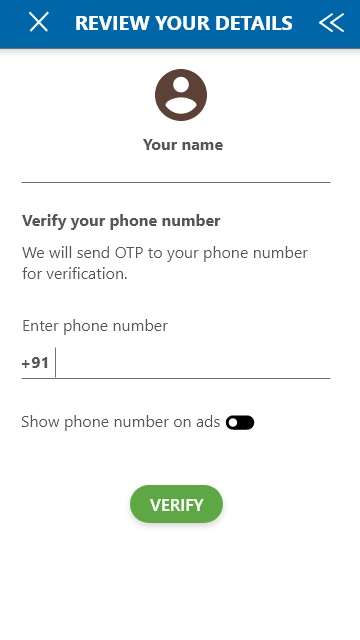 REVIEW YOUR DETAILS
Your name
Verify your phone number
We will send OTP to your phone number
for verification.
Enter phone number
+91
Show phone number on ads
VERIFY